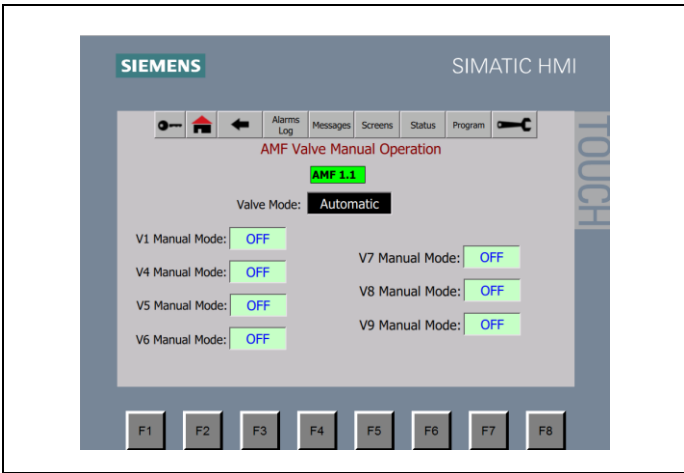 SIEMENS
SIMATIC HMI
TOUCH
Alarms Log
Messages
Screens
Status
Program
AMF Valve Manual Operation
AMF 1.1
Valve Mode: Automatic
V1 Manual Mode: OFF
V4 Manual Mode: OFF
V5 Manual Mode: OFF
V6 Manual Mode: OFF
V7 Manual Mode: OFF
V8 Manual Mode: OFF
V9 Manual Mode: OFF
F1 F2 F3 F4 F5 F6 F7 F8